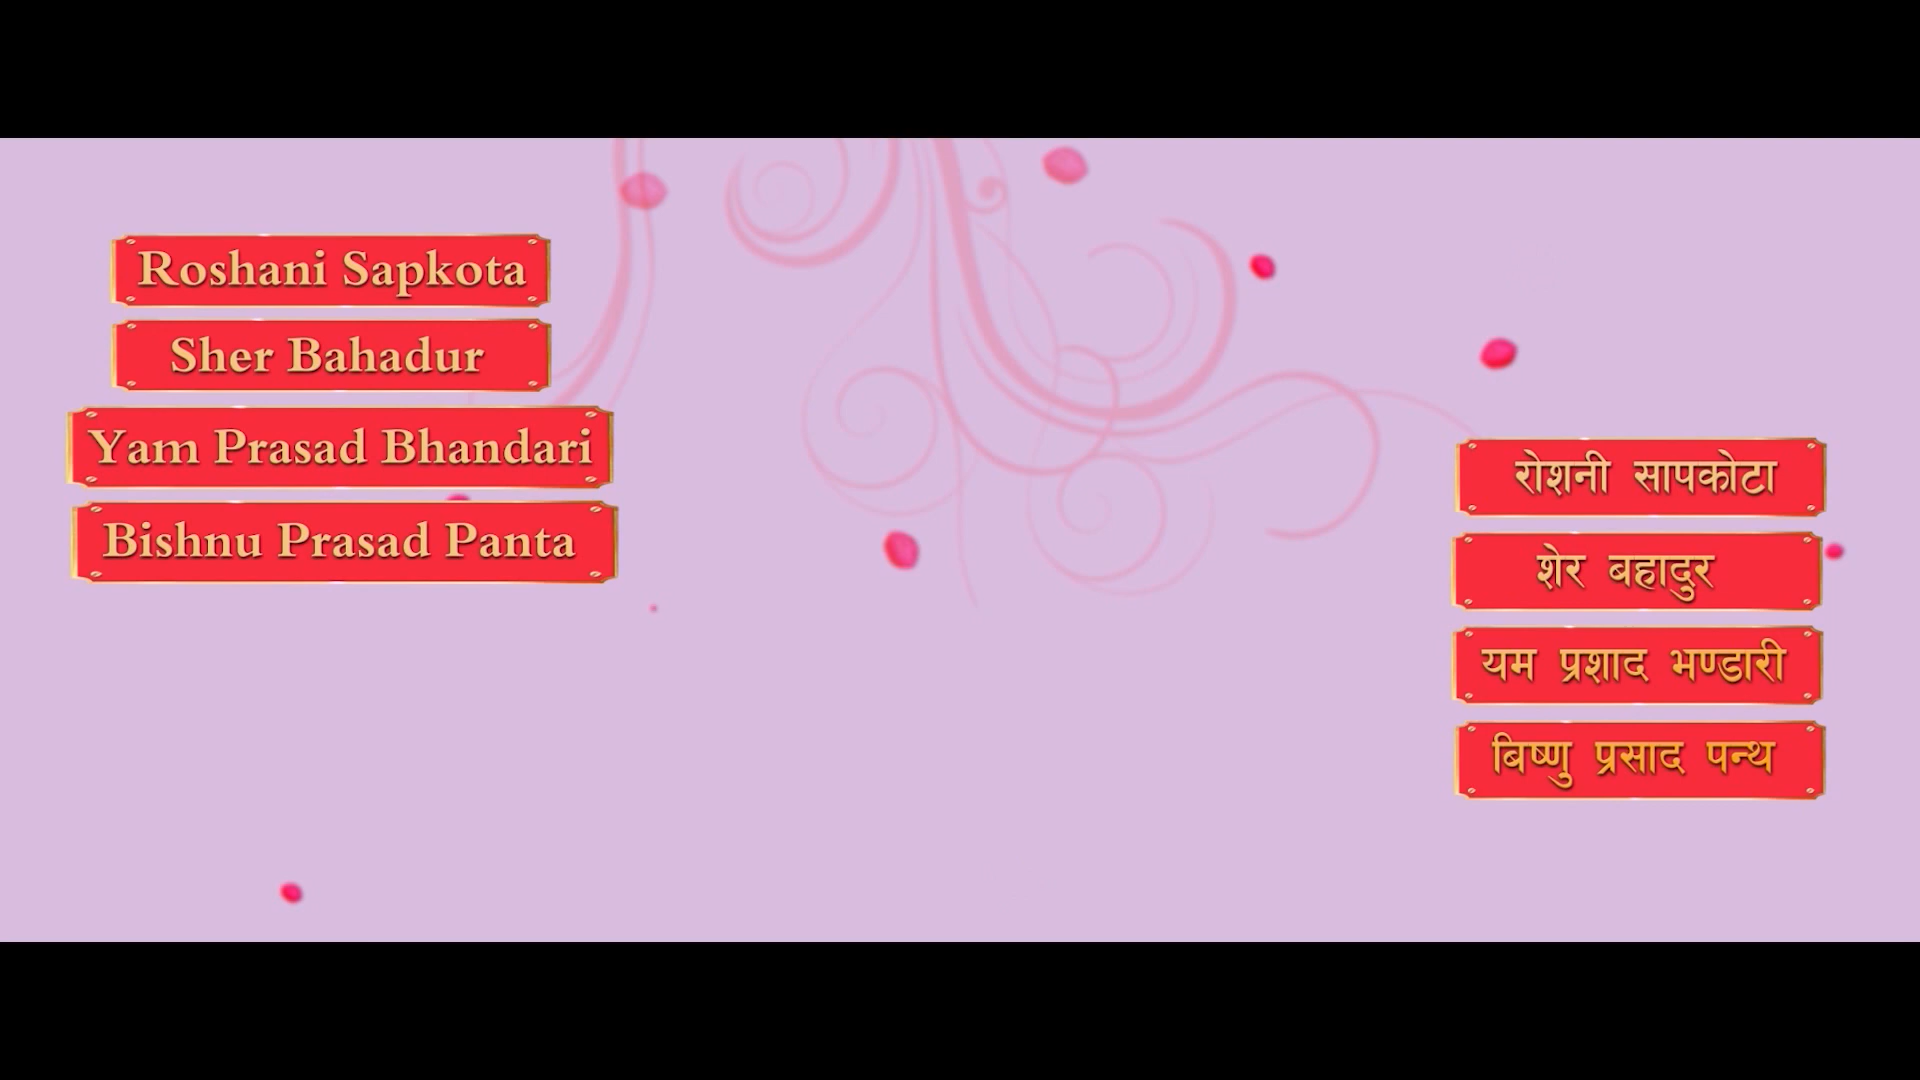 Roshani Sapkota
Sher Bahadur
Yam Prasad Bhandari
Bishnu Prasad Panta
रोशनी सापकोटा
शेर बहादुर
यम प्रशाद भण्डारी
बिष्णु प्रसाद पन्थ